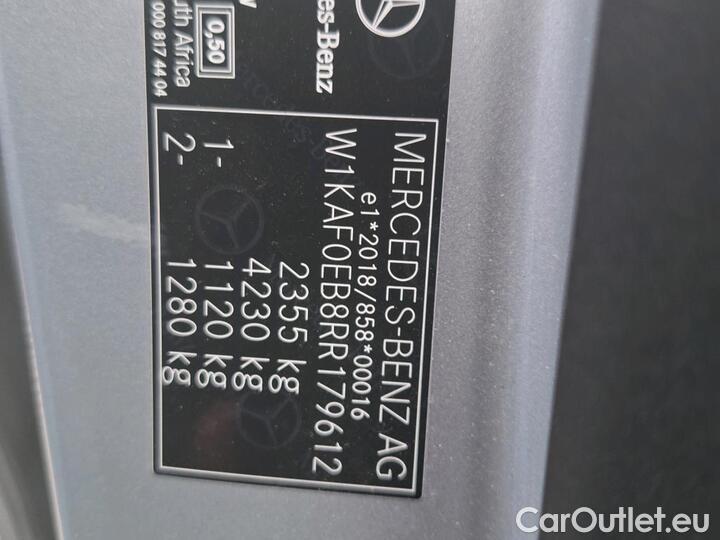 des-Benz
0,50
uth Africa
000 817 44 04
MERCEDES-BENZ AG
e1*2018/858*00016
W1KAF0EB8RR179612
2355 kg
4230 kg
1- 1120 kg
2- 1280 kg
CarOutlet.eu